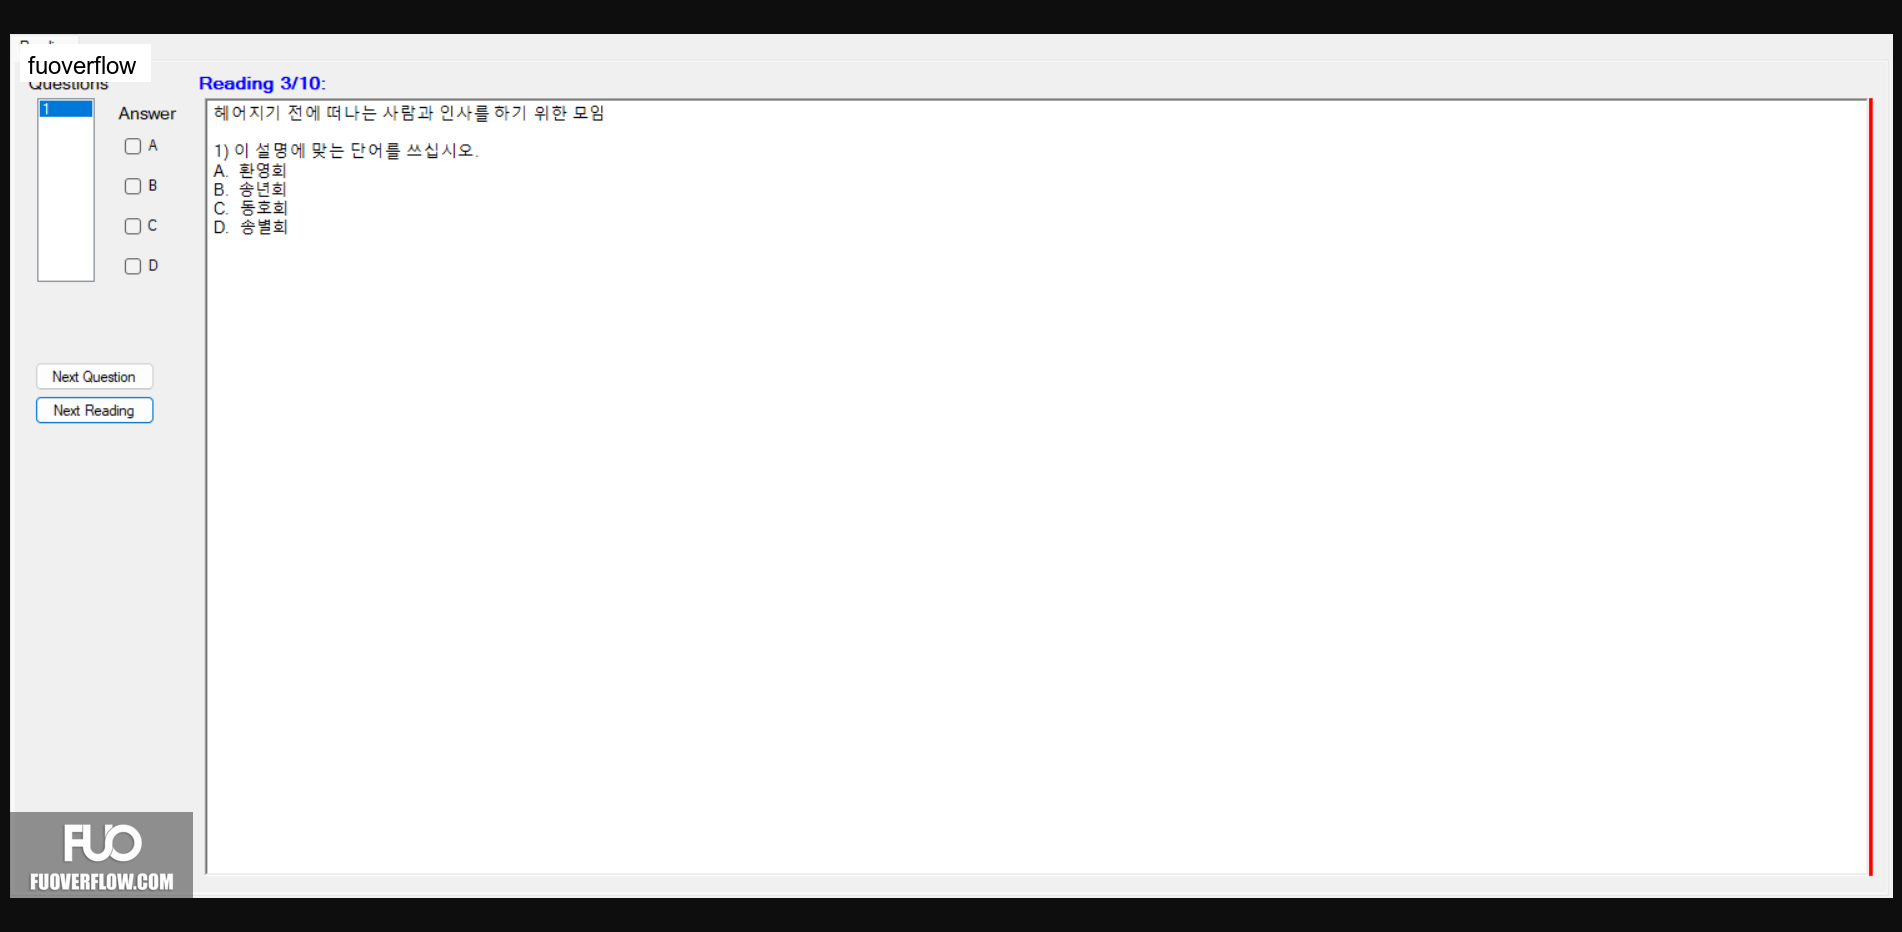 fuoverflow
Questions
Reading 3/10:
1
Answer
A
B
C
D
Next Question
Next Reading
헤어지기 전에 떠나는 사람과 인사를 하기 위한 모임
1) 이 설명에 맞는 단어를 쓰십시오.
A. 환영회
B. 송년회
C. 동호회
D. 송별회
FUO
FUOVERFLOW.COM